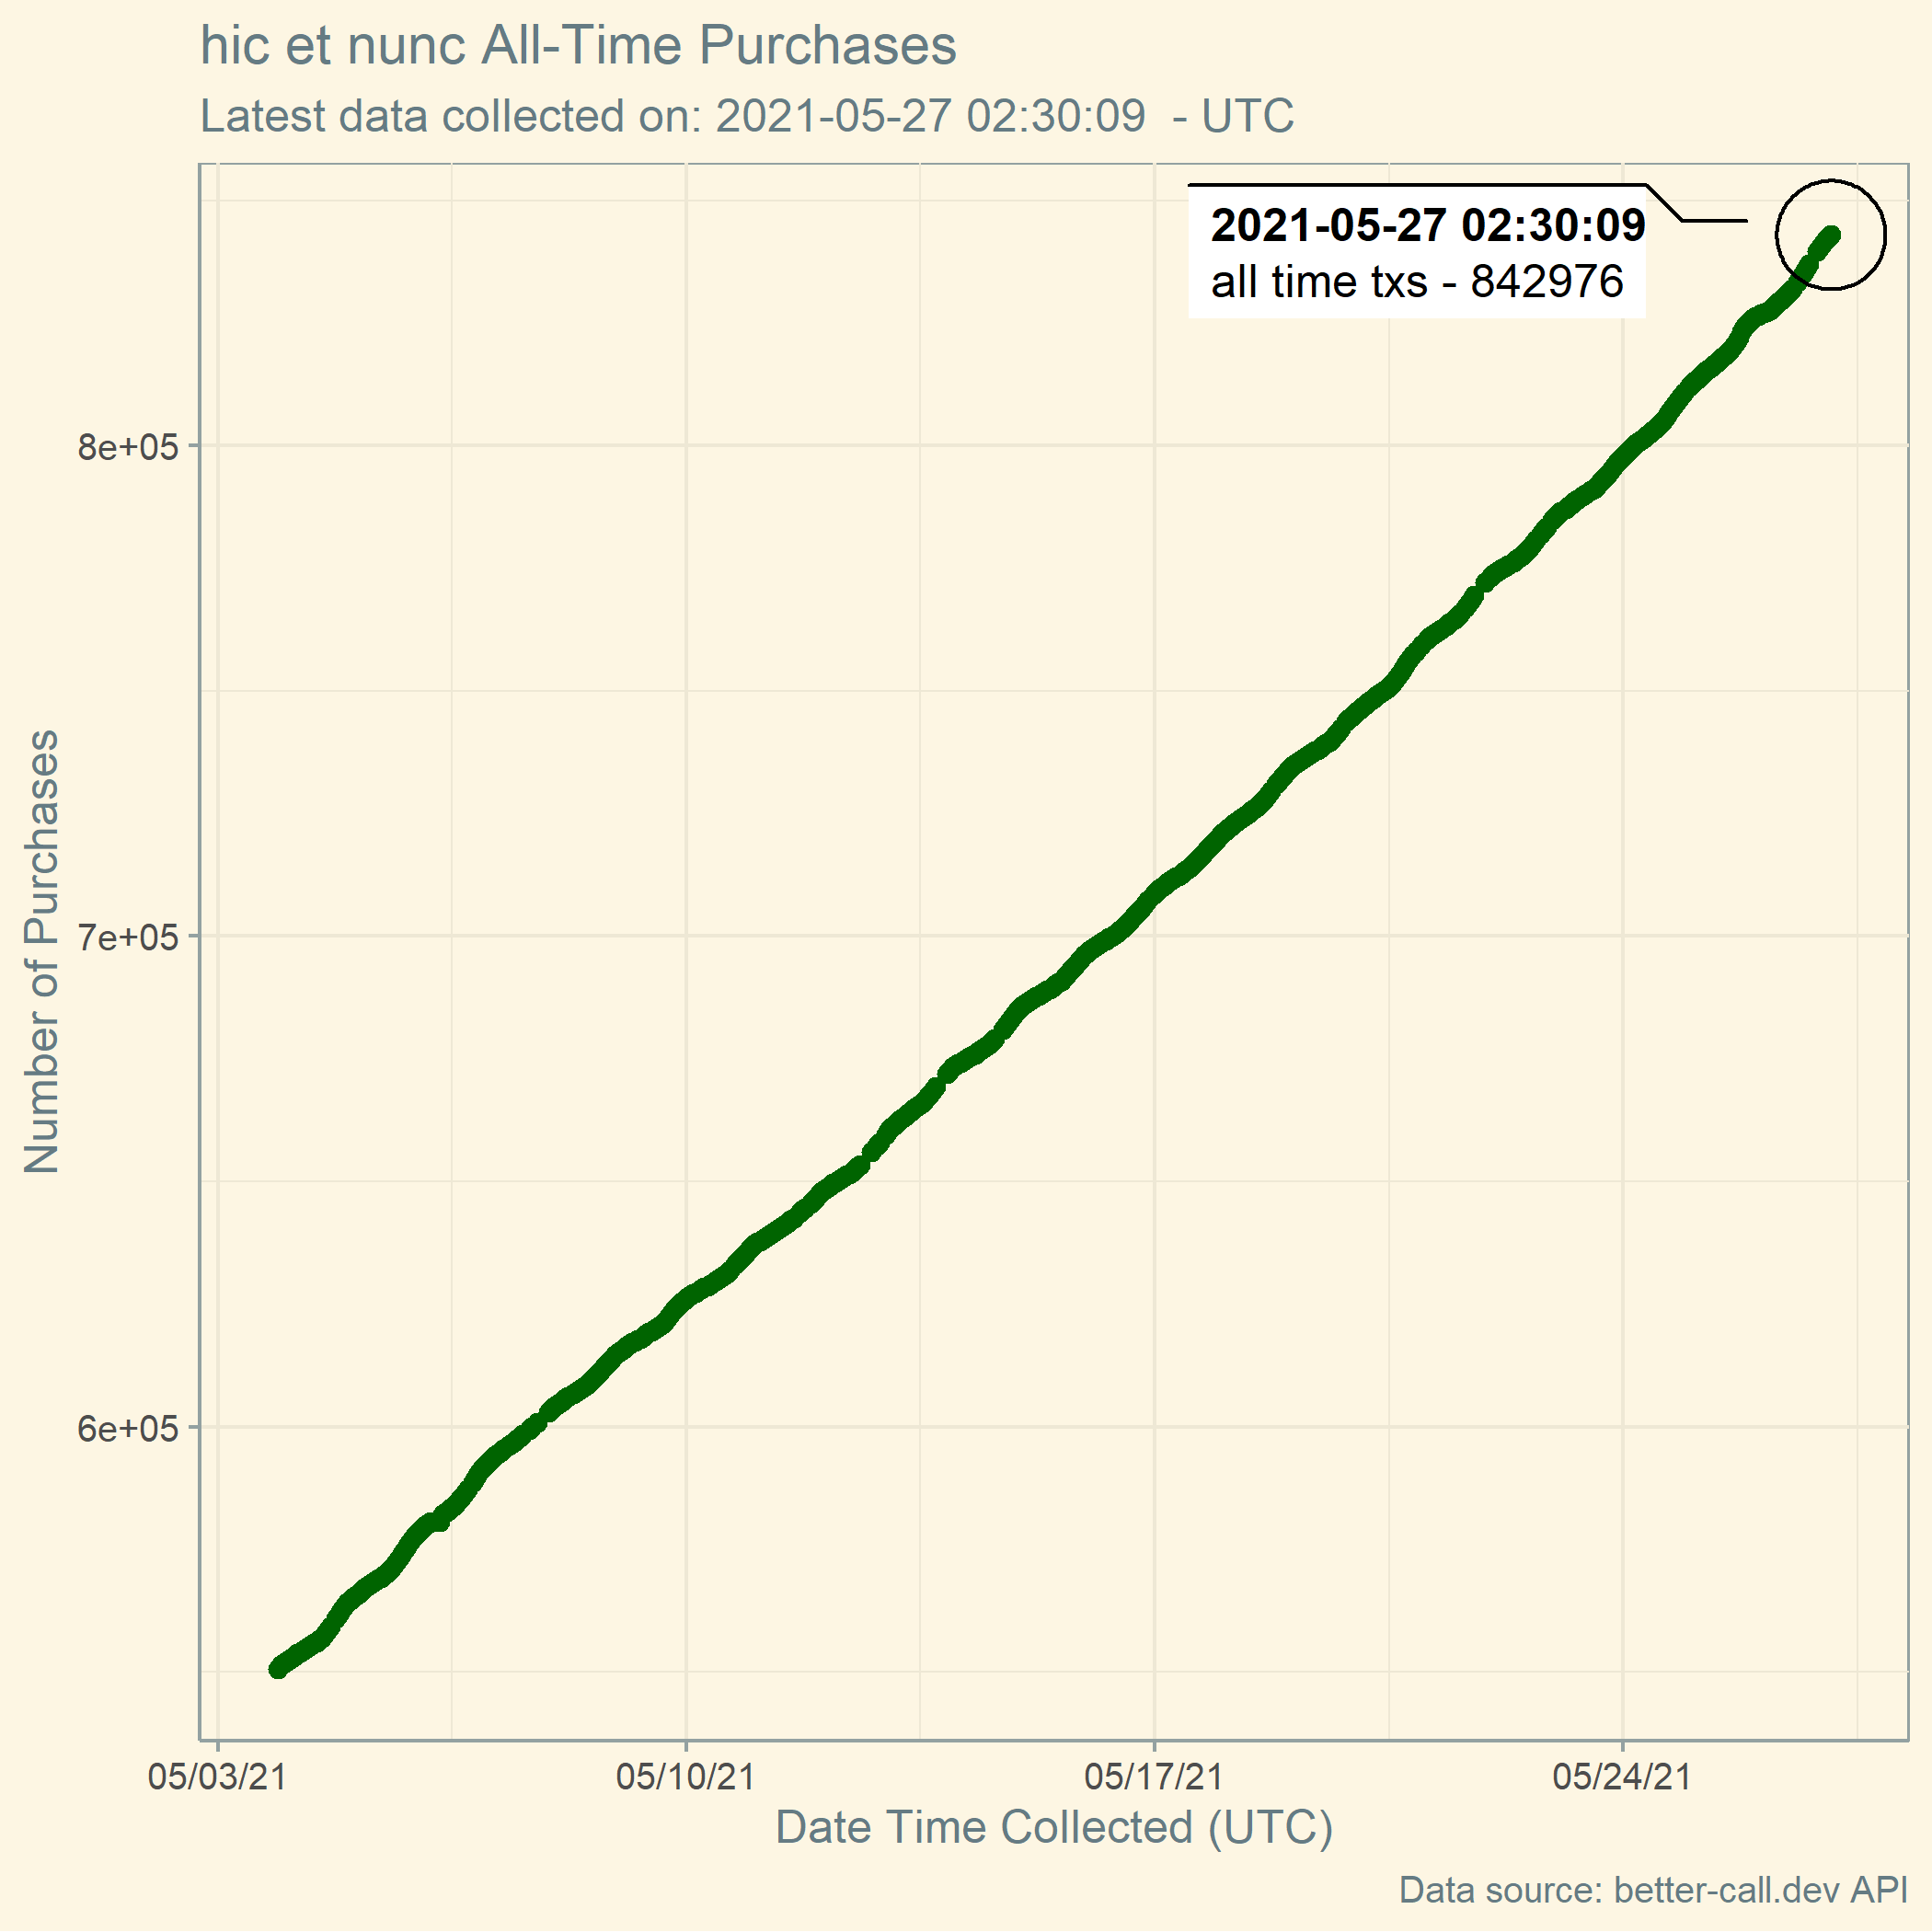 hic et nunc All-Time Purchases
Latest data collected on: 2021-05-27 02:30:09  - UTC
2021-05-27 02:30:09
all time txs - 842976
Number of Purchases
8e+05
7e+05
6e+05
05/03/21
05/10/21
05/17/21
05/24/21
Date Time Collected (UTC)
Data source: better-call.dev API